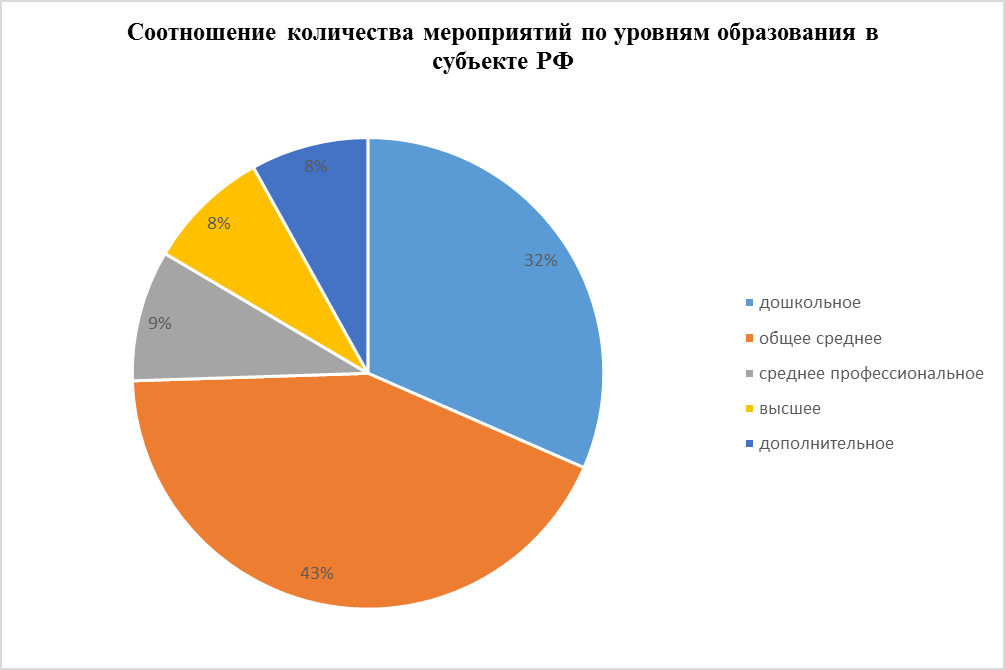 Соотношение количества мероприятий по уровням образования в
субъекте РФ
8%
8%
32%
9%
43%
дошкольное
общее среднее
среднее профессиональное
высшее
дополнительное